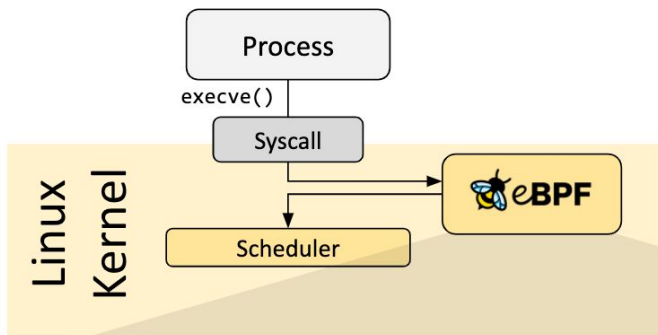 Process
execve()
Syscall
eBPF
Scheduler
Linux
Kernel